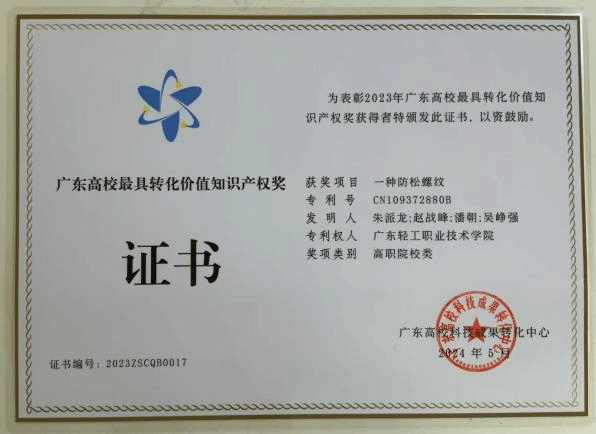 广东高校最具转化价值知识产权奖
证书
证书编号：2023ZSCQB0017
为表彰2023年广东高校最具转化价值知
识产权奖获得者特颁发此证书，以资鼓励。
获奖项目 一种防松螺纹
专利号 CN109372880B
发明人 朱派龙;赵战峰;潘朝;吴峥强
专利权人 广东轻工职业技术学院
奖项类别 高职院校类
广东高校科技成果转化中心
2024年5月